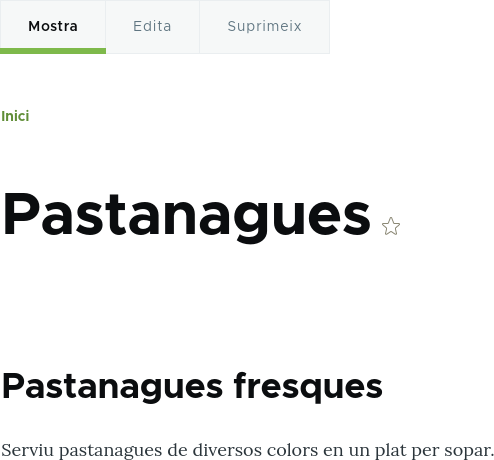 Mostra Edita Suprimeix
Inici
Pastanagues
Pastanagues fresques
Serviu pastanagues de diversos colors en un plat per sopar.